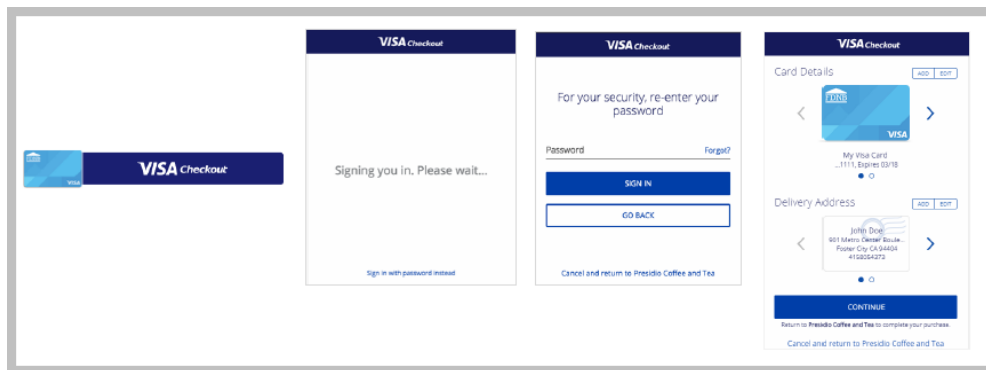 VISA
VISA Checkout
VISA Checkout
Signing you in. Please wait...
Sign in with password instead
VISA Checkout
For your security, re-enter your
password
Password Forgot?
SIGN IN
GO BACK
Cancel and return to Presidio Coffee and Tea
VISA Checkout
Card Details ADD EDIT
VISA
My Visa Card
...1111, Expires 03/18
Delivery Address ADD EDIT
John Doe
901 Metro Center Boule...
Foster City CA 94404
CONTINUE
Return to Presidio Coffee and Tea to complete your purchase.
Cancel and return to Presidio Coffee and Tea